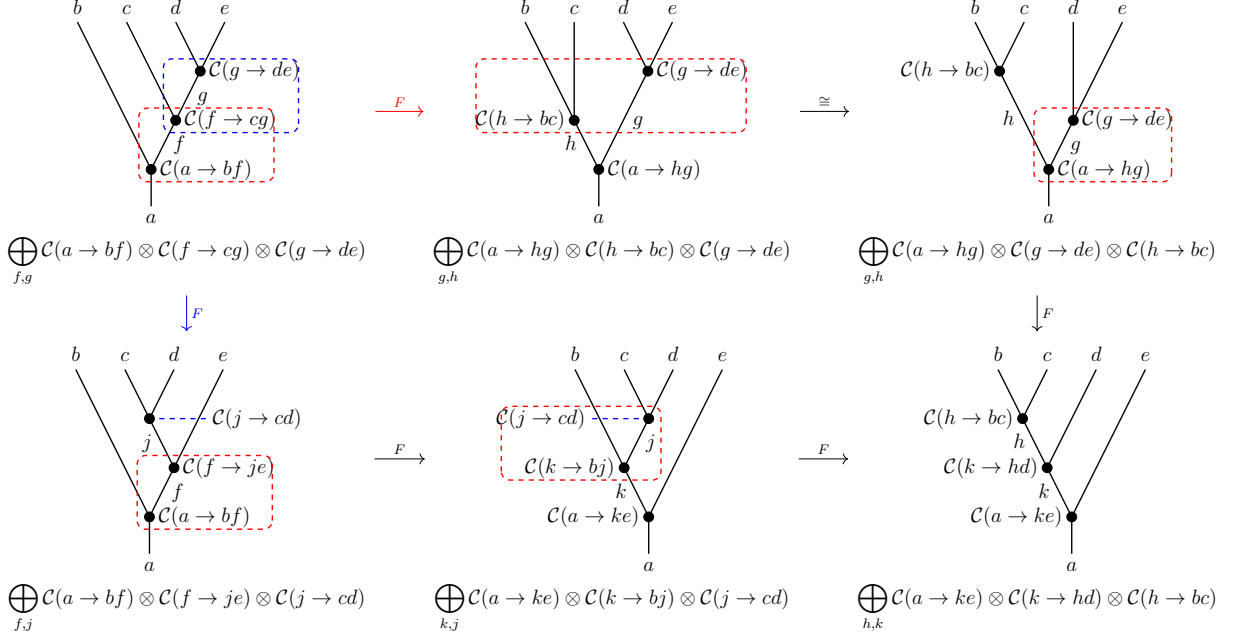 b c d e b c d e b c d e
𝒞(g → de) 𝒞(g → de) 𝒞(h → bc)
g
𝒞(f → cg) F 𝒞(h → bc) g ≅ h 𝒞(g → de)
f h g
𝒞(a → bf) 𝒞(a → hg) 𝒞(a → hg)
a a a
⨁_{f,g} 𝒞(a → bf) ⊗ 𝒞(f → cg) ⊗ 𝒞(g → de) ⨁_{g,h} 𝒞(a → hg) ⊗ 𝒞(h → bc) ⊗ 𝒞(g → de) ⨁_{g,h} 𝒞(a → hg) ⊗ 𝒞(g → de) ⊗ 𝒞(h → bc)
F F
b c d e b c d e b c d e
𝒞(j → cd) 𝒞(j → cd) 𝒞(h → bc)
j j h
𝒞(f → je) F 𝒞(k → bj) F 𝒞(k → hd)
f k k
𝒞(a → bf) 𝒞(a → ke) 𝒞(a → ke)
a a a
⨁_{f,j} 𝒞(a → bf) ⊗ 𝒞(f → je) ⊗ 𝒞(j → cd) ⨁_{k,j} 𝒞(a → ke) ⊗ 𝒞(k → bj) ⊗ 𝒞(j → cd) ⨁_{h,k} 𝒞(a → ke) ⊗ 𝒞(k → hd) ⊗ 𝒞(h → bc)